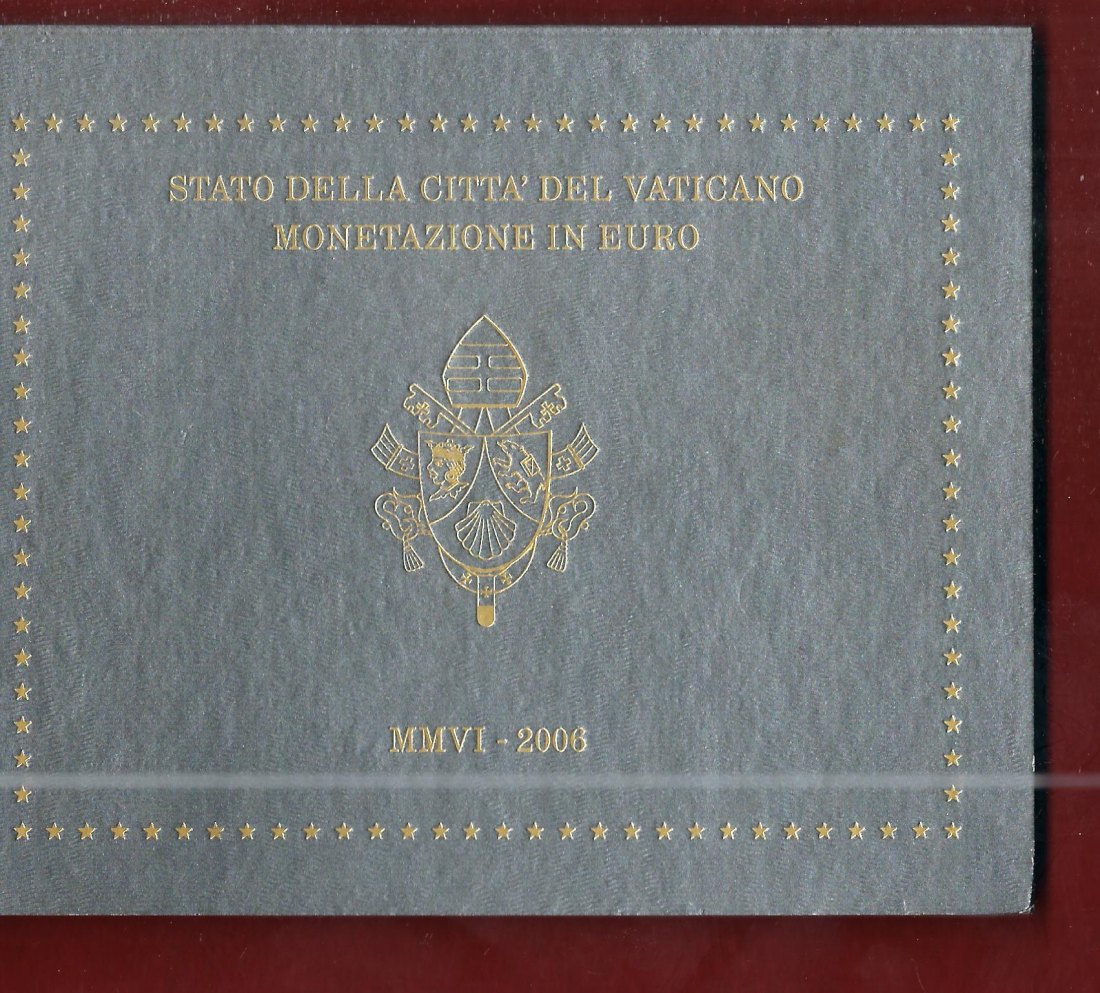 STATO DELLA CITTA' DEL VATICANO
MONETAZIONE IN EURO
MMVI - 2006